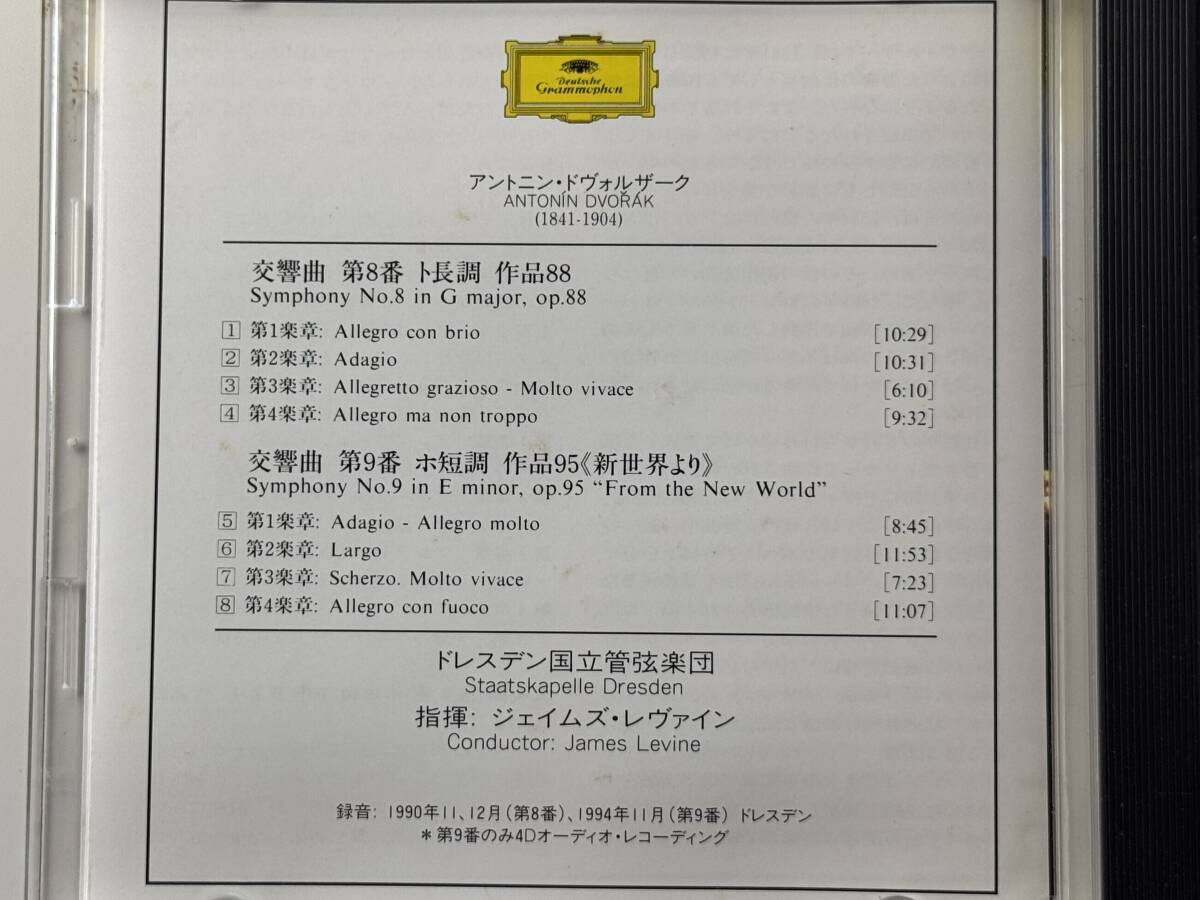 Deutsche
Grammophon
アントニン・ドヴォルザーク
ANTONÍN DVOŘÁK
(1841-1904)
交響曲 第8番 ト長調 作品88
Symphony No.8 in G major, op.88
1 第1楽章: Allegro con brio [10:29]
2 第2楽章: Adagio [10:31]
3 第3楽章: Allegretto grazioso - Molto vivace [6:10]
4 第4楽章: Allegro ma non troppo [9:32]
交響曲 第9番 ホ短調 作品95《新世界より》
Symphony No.9 in E minor, op.95 “From the New World”
5 第1楽章: Adagio - Allegro molto [8:45]
6 第2楽章: Largo [11:53]
7 第3楽章: Scherzo. Molto vivace [7:23]
8 第4楽章: Allegro con fuoco [11:07]
ドレスデン国立管弦楽団
Staatskapelle Dresden
指揮: ジェイムズ・レヴァイン
Conductor: James Levine
録音: 1990年11、12月(第8番)、1994年11月(第9番) ドレスデン
*第9番のみ4Dオーディオ・レコーディング